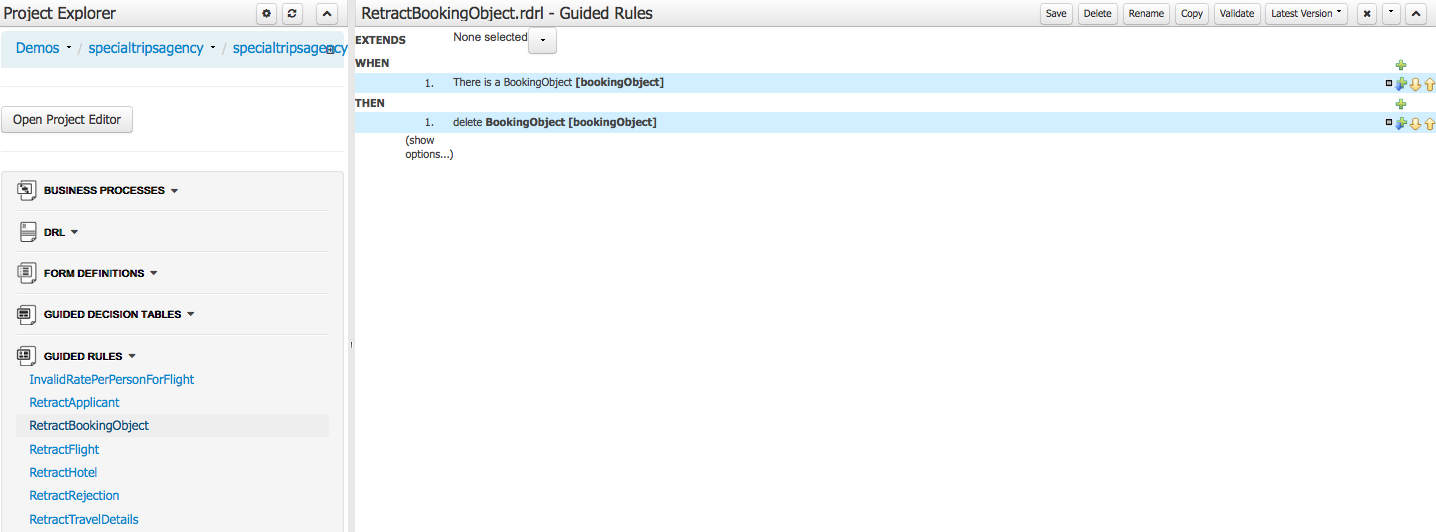 Project Explorer
Demos / specialtripsagency / specialtripsagency
Open Project Editor
BUSINESS PROCESSES
DRL
FORM DEFINITIONS
GUIDED DECISION TABLES
GUIDED RULES
InvalidRatePerPersonForFlight
RetractApplicant
RetractBookingObject
RetractFlight
RetractHotel
RetractRejection
RetractTravelDetails
RetractBookingObject.rdrl - Guided Rules
Save Delete Rename Copy Validate Latest Version
EXTENDS None selected
WHEN
1. There is a BookingObject [bookingObject]
THEN
1. delete BookingObject [bookingObject]
(show
options...)